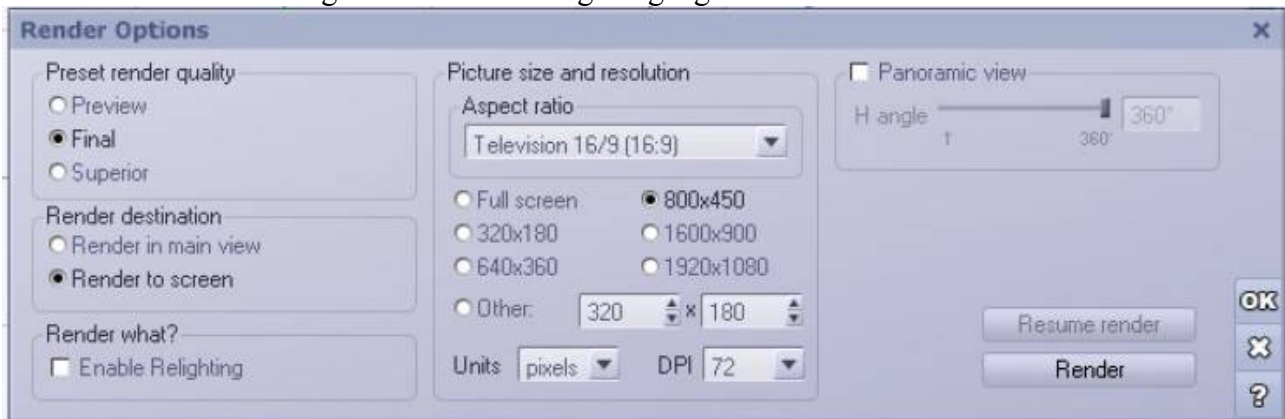 Render Options
Preset render quality
Preview
Final
Superior
Render destination
Render in main view
Render to screen
Render what?
Enable Relighting
Picture size and resolution
Aspect ratio
Television 16/9 (16:9)
Full screen 800x450
320x180 1600x900
640x360 1920x1080
Other: 320 x 180
Units pixels DPI 72
Panoramic view
H angle 360°
1° 360°
Resume render
Render
OK
?